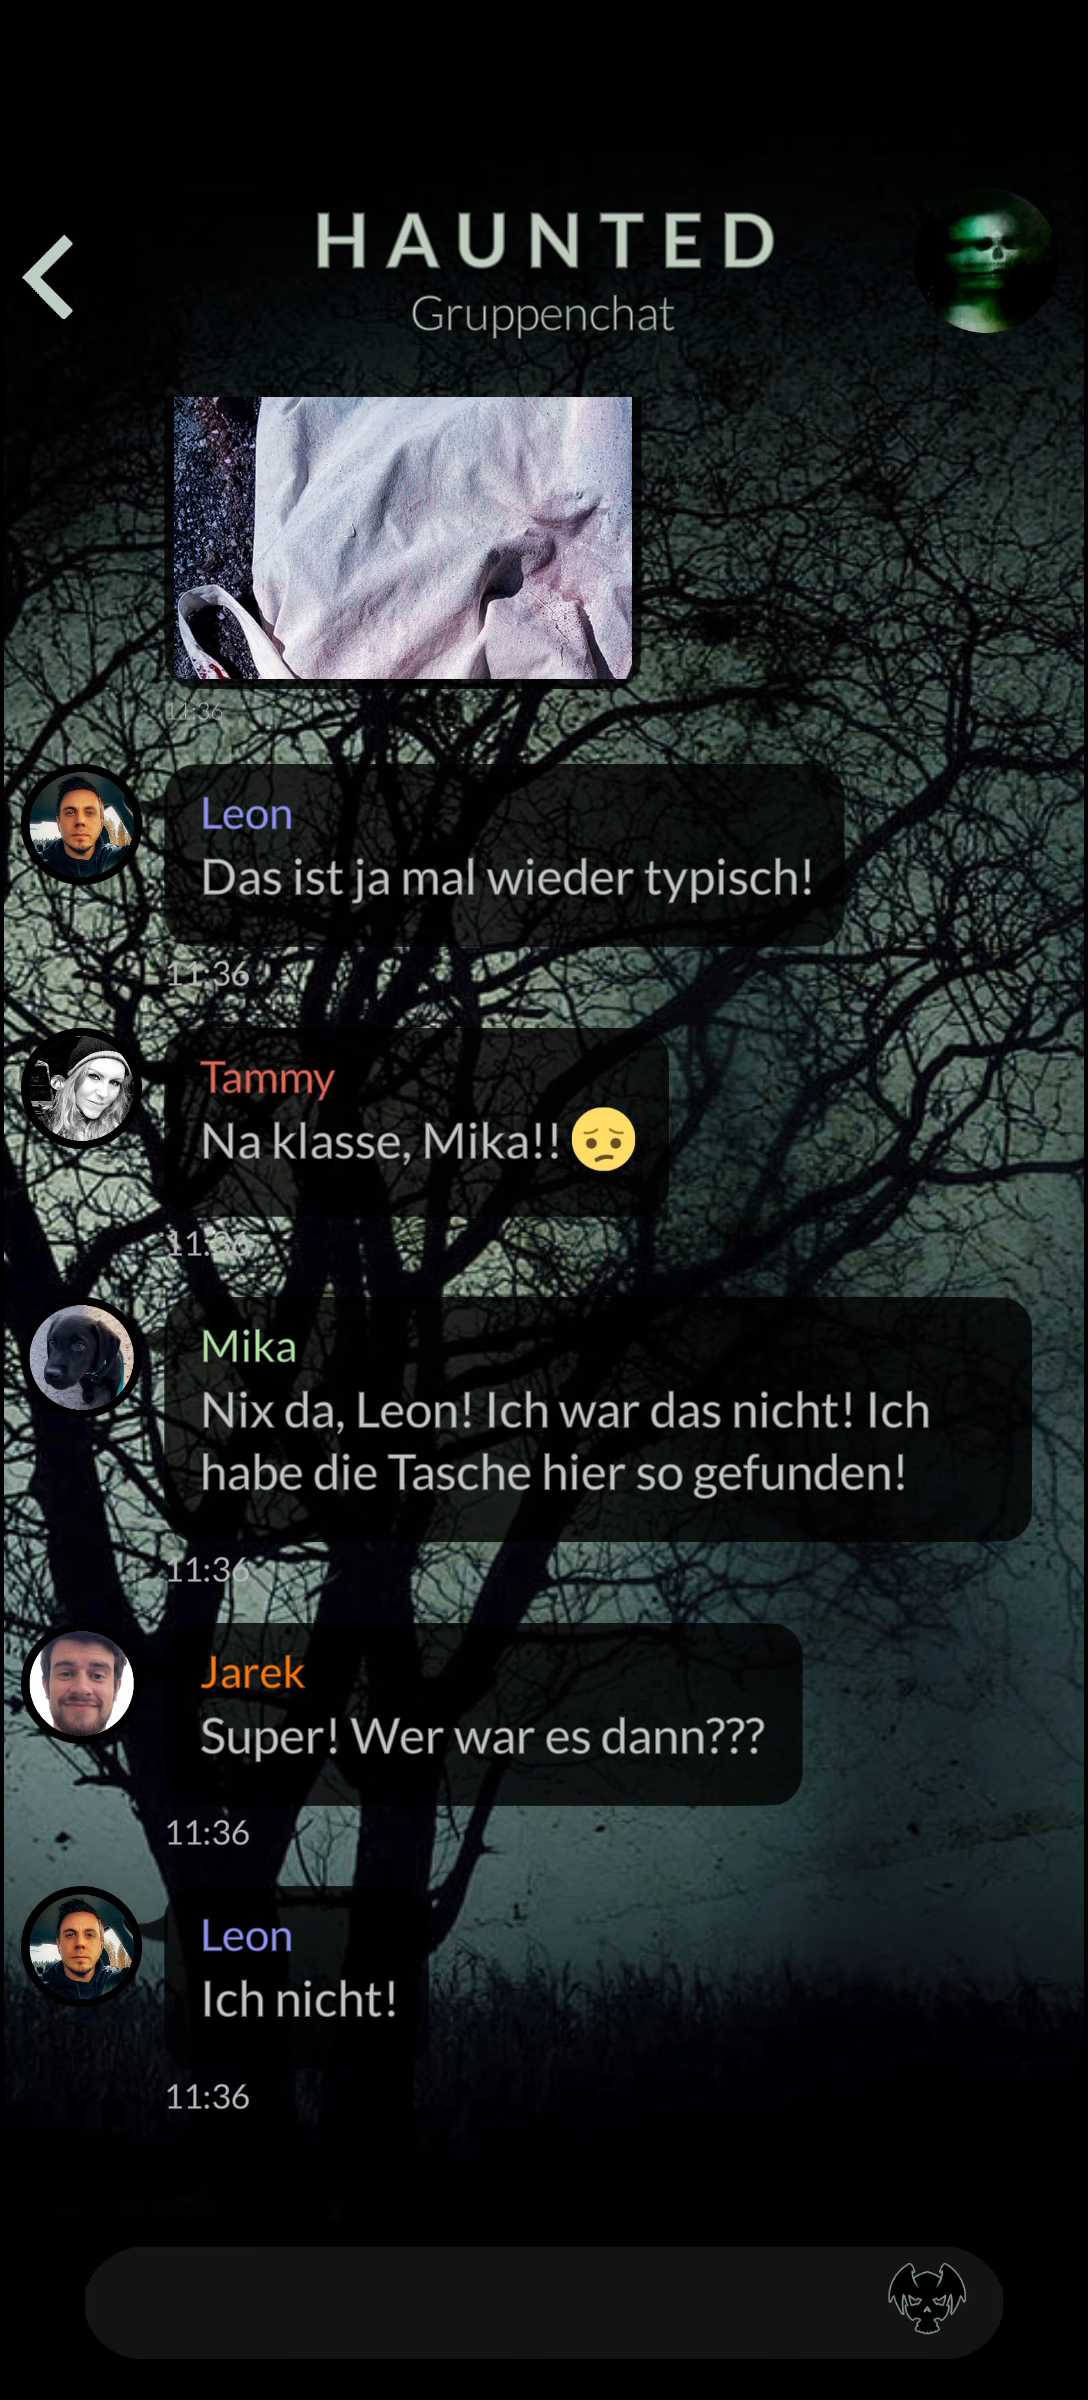 HAUNTED
Gruppenchat
11:36
Leon
Das ist ja mal wieder typisch!
11:36
Tammy
Na klasse, Mika!! 😟
11:36
Mika
Nix da, Leon! Ich war das nicht! Ich
habe die Tasche hier so gefunden!
11:36
Jarek
Super! Wer war es dann???
11:36
Leon
Ich nicht!
11:36